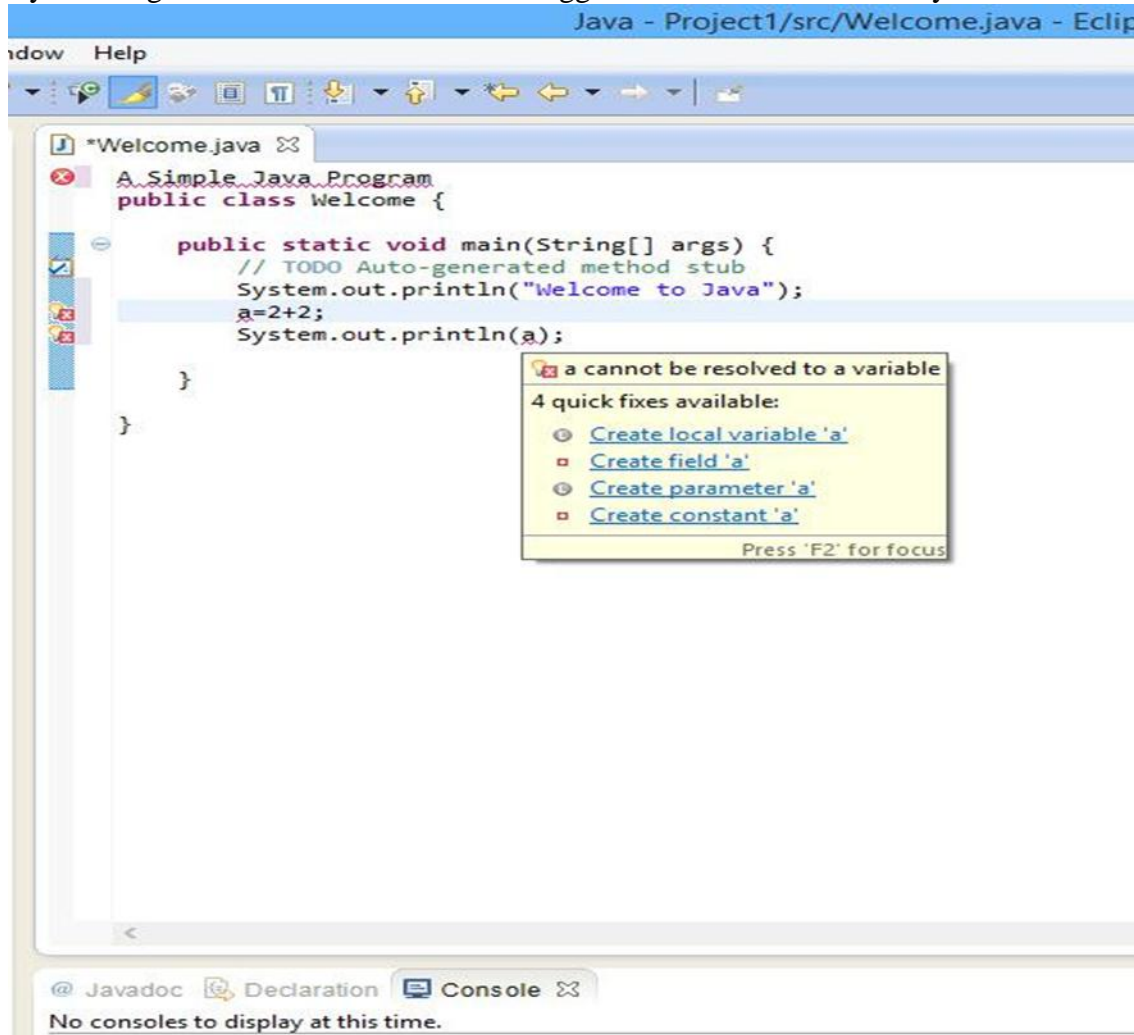 Java - Project1/src/Welcome.java - Eclip
ndow Help
*Welcome.java
A Simple Java Program
public class Welcome {
public static void main(String[] args) {
// TODO Auto-generated method stub
System.out.println("Welcome to Java");
a=2+2;
System.out.println(a);
}
}
a cannot be resolved to a variable
4 quick fixes available:
Create local variable 'a'
Create field 'a'
Create parameter 'a'
Create constant 'a'
Press 'F2' for focus
@ Javadoc Declaration Console
No consoles to display at this time.